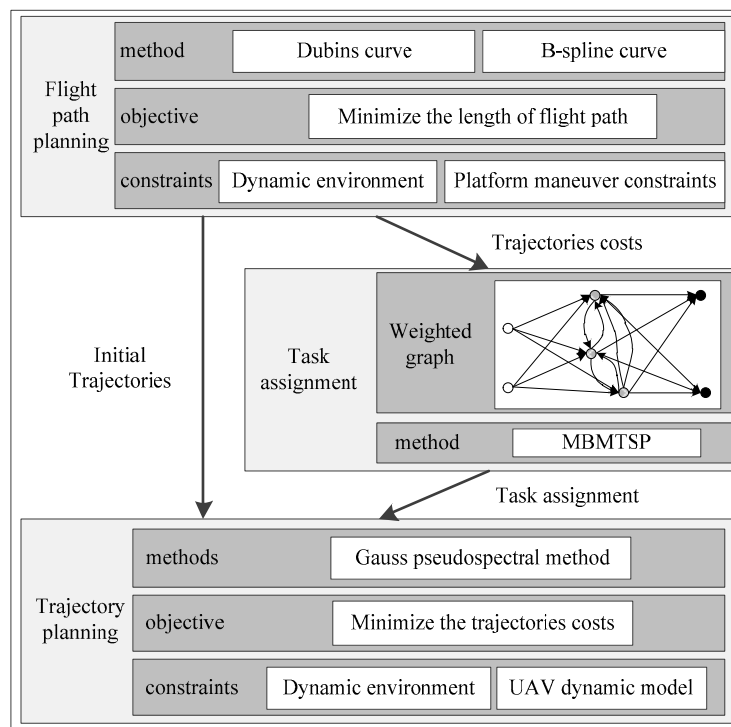 method
Dubins curve
B-spline curve
Flight
path
planning
objective
Minimize the length of flight path
constraints
Dynamic environment
Platform maneuver constraints
Trajectories costs
Initial
Trajectories
Task
assignment
Weighted
graph
method
MBMTSP
Task assignment
Trajectory
planning
methods
Gauss pseudospectral method
objective
Minimize the trajectories costs
constraints
Dynamic environment
UAV dynamic model